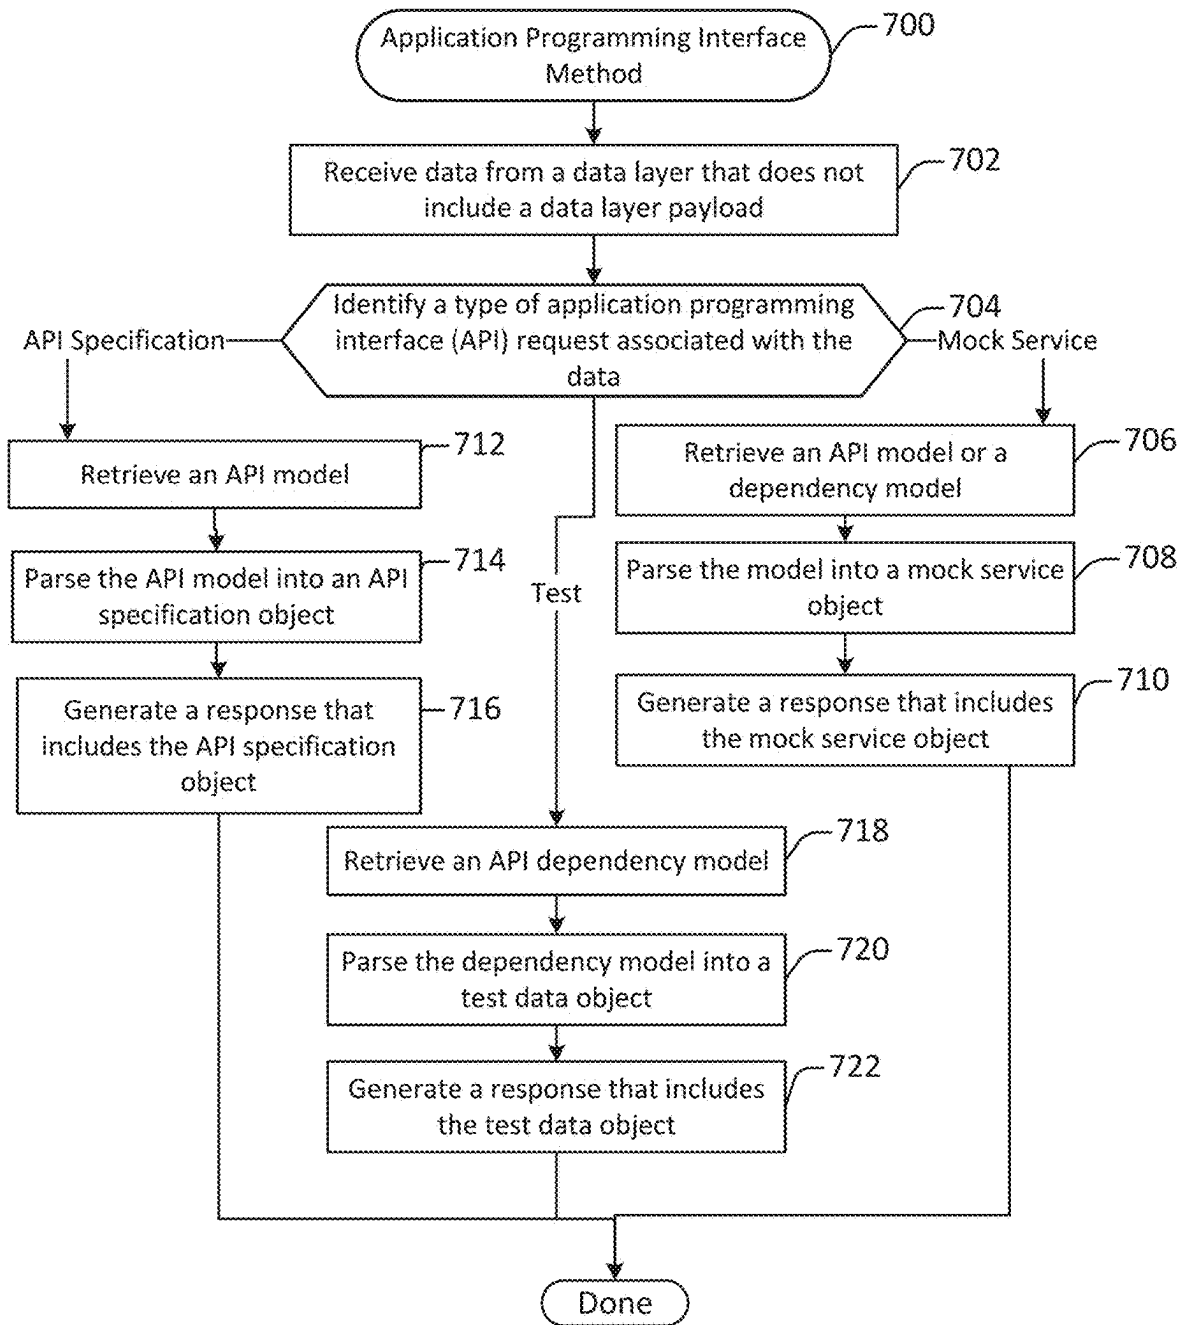 Application Programming Interface
Method
700
Receive data from a data layer that does not
include a data layer payload
702
Identify a type of application programming
interface (API) request associated with the
data
704
API Specification
Mock Service
Retrieve an API model
712
Parse the API model into an API
specification object
714
Generate a response that
includes the API specification
object
716
Test
Retrieve an API model or a
dependency model
706
Parse the model into a mock service
object
708
Generate a response that includes
the mock service object
710
Retrieve an API dependency model
718
Parse the dependency model into a
test data object
720
Generate a response that includes
the test data object
722
Done